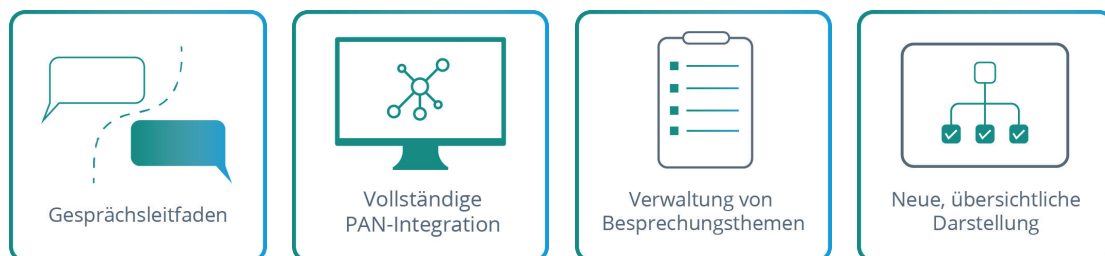 Gesprächsleitfaden
Vollständige
PAN-Integration
Verwaltung von
Besprechungsthemen
Neue, übersichtliche
Darstellung